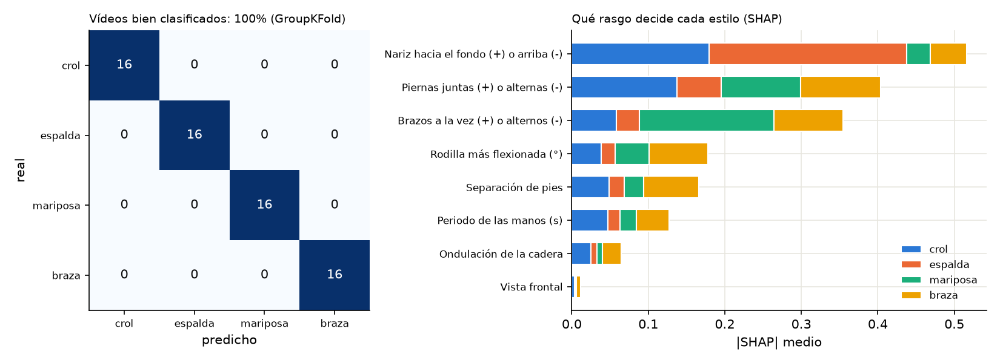 Vídeos bien clasificados: 100% (GroupKFold)
real
crol
16
0
0
0
espalda
0
16
0
0
mariposa
0
0
16
0
braza
0
0
0
16
crol
espalda
mariposa
braza
predicho
Qué rasgo decide cada estilo (SHAP)
Nariz hacia el fondo (+) o arriba (-)
Piernas juntas (+) o alternas (-)
Brazos a la vez (+) o alternos (-)
Rodilla más flexionada (°)
Separación de pies
Periodo de las manos (s)
Ondulación de la cadera
Vista frontal
crol
espalda
mariposa
braza
0.0
0.1
0.2
0.3
0.4
0.5
|SHAP| medio